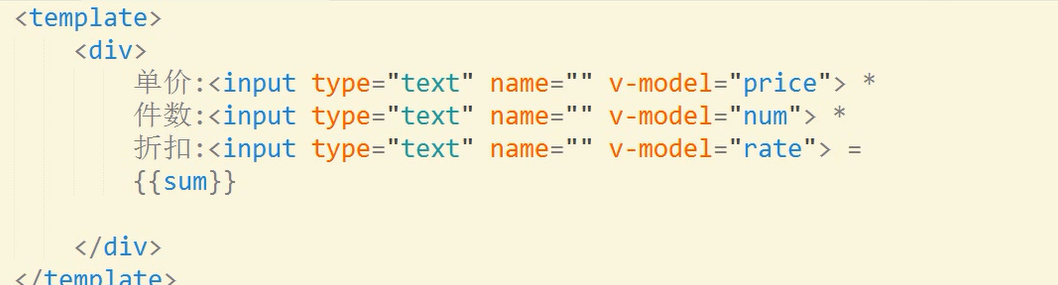 <template>
<div>
单价:<input type="text" name="" v-model="price"> *
件数:<input type="text" name="" v-model="num"> *
折扣:<input type="text" name="" v-model="rate"> =
{{sum}}
</div>
</template>